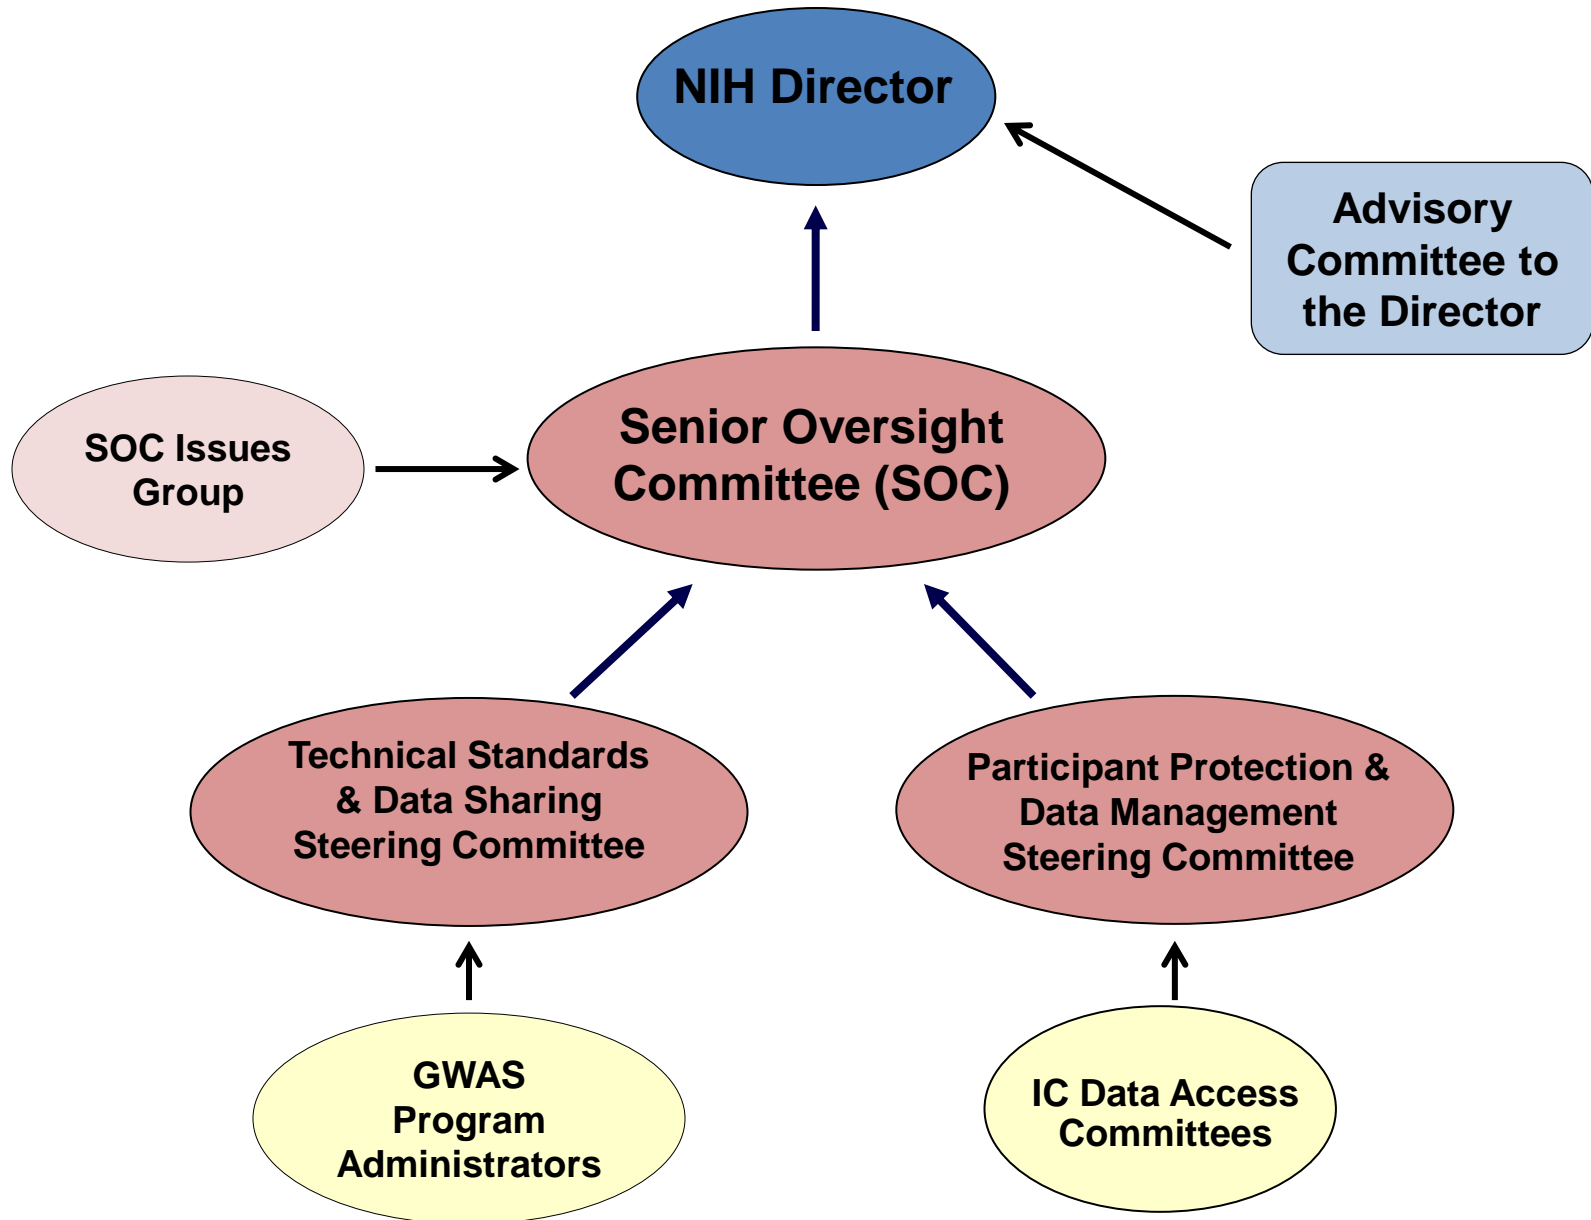 NIH Director
Advisory
Committee to
the Director
Senior Oversight
Committee (SOC)
SOC Issues
Group
Technical Standards
& Data Sharing
Steering Committee
Participant Protection &
Data Management
Steering Committee
GWAS
Program
Administrators
IC Data Access
Committees